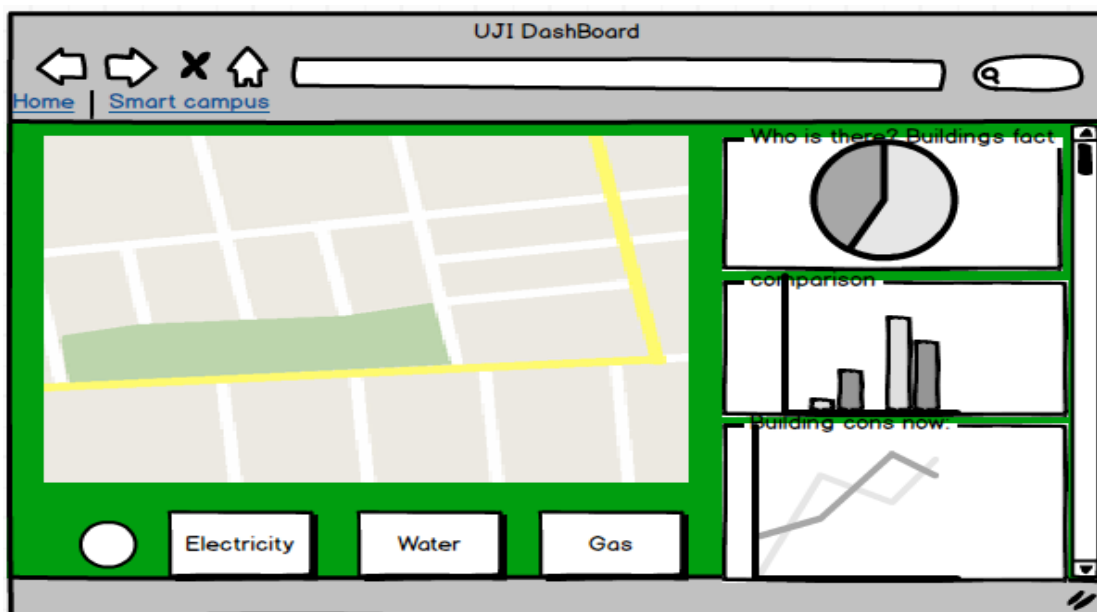 UJI DashBoard
Home | Smart campus
Who is there? Buildings fact
comparison
Building cons now:
Electricity
Water
Gas